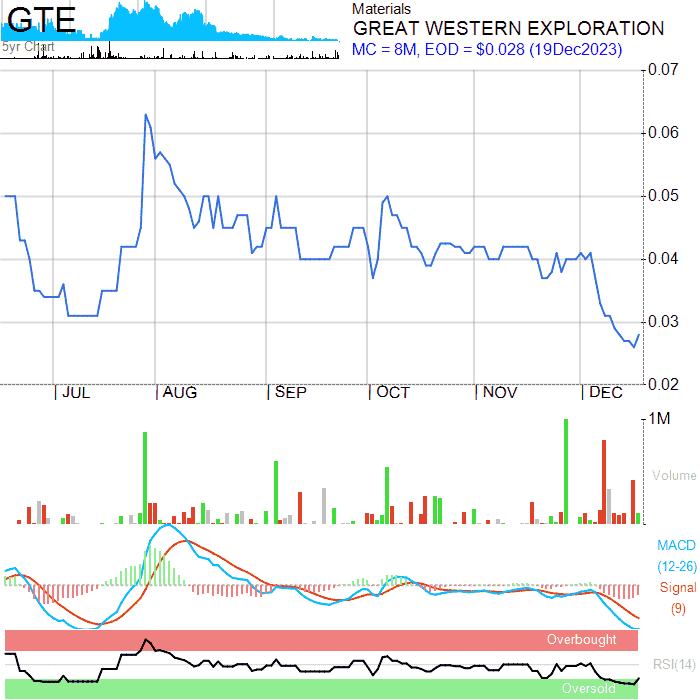 GTE
5yr Chart
Materials
GREAT WESTERN EXPLORATION
MC = 8M, EOD = $0.028 (19Dec2023)
0.07
0.06
0.05
0.04
0.03
0.02
JUL AUG SEP OCT NOV DEC
1M
Volume
MACD
(12-26)
Signal
(9)
Overbought
RSI(14)
Oversold